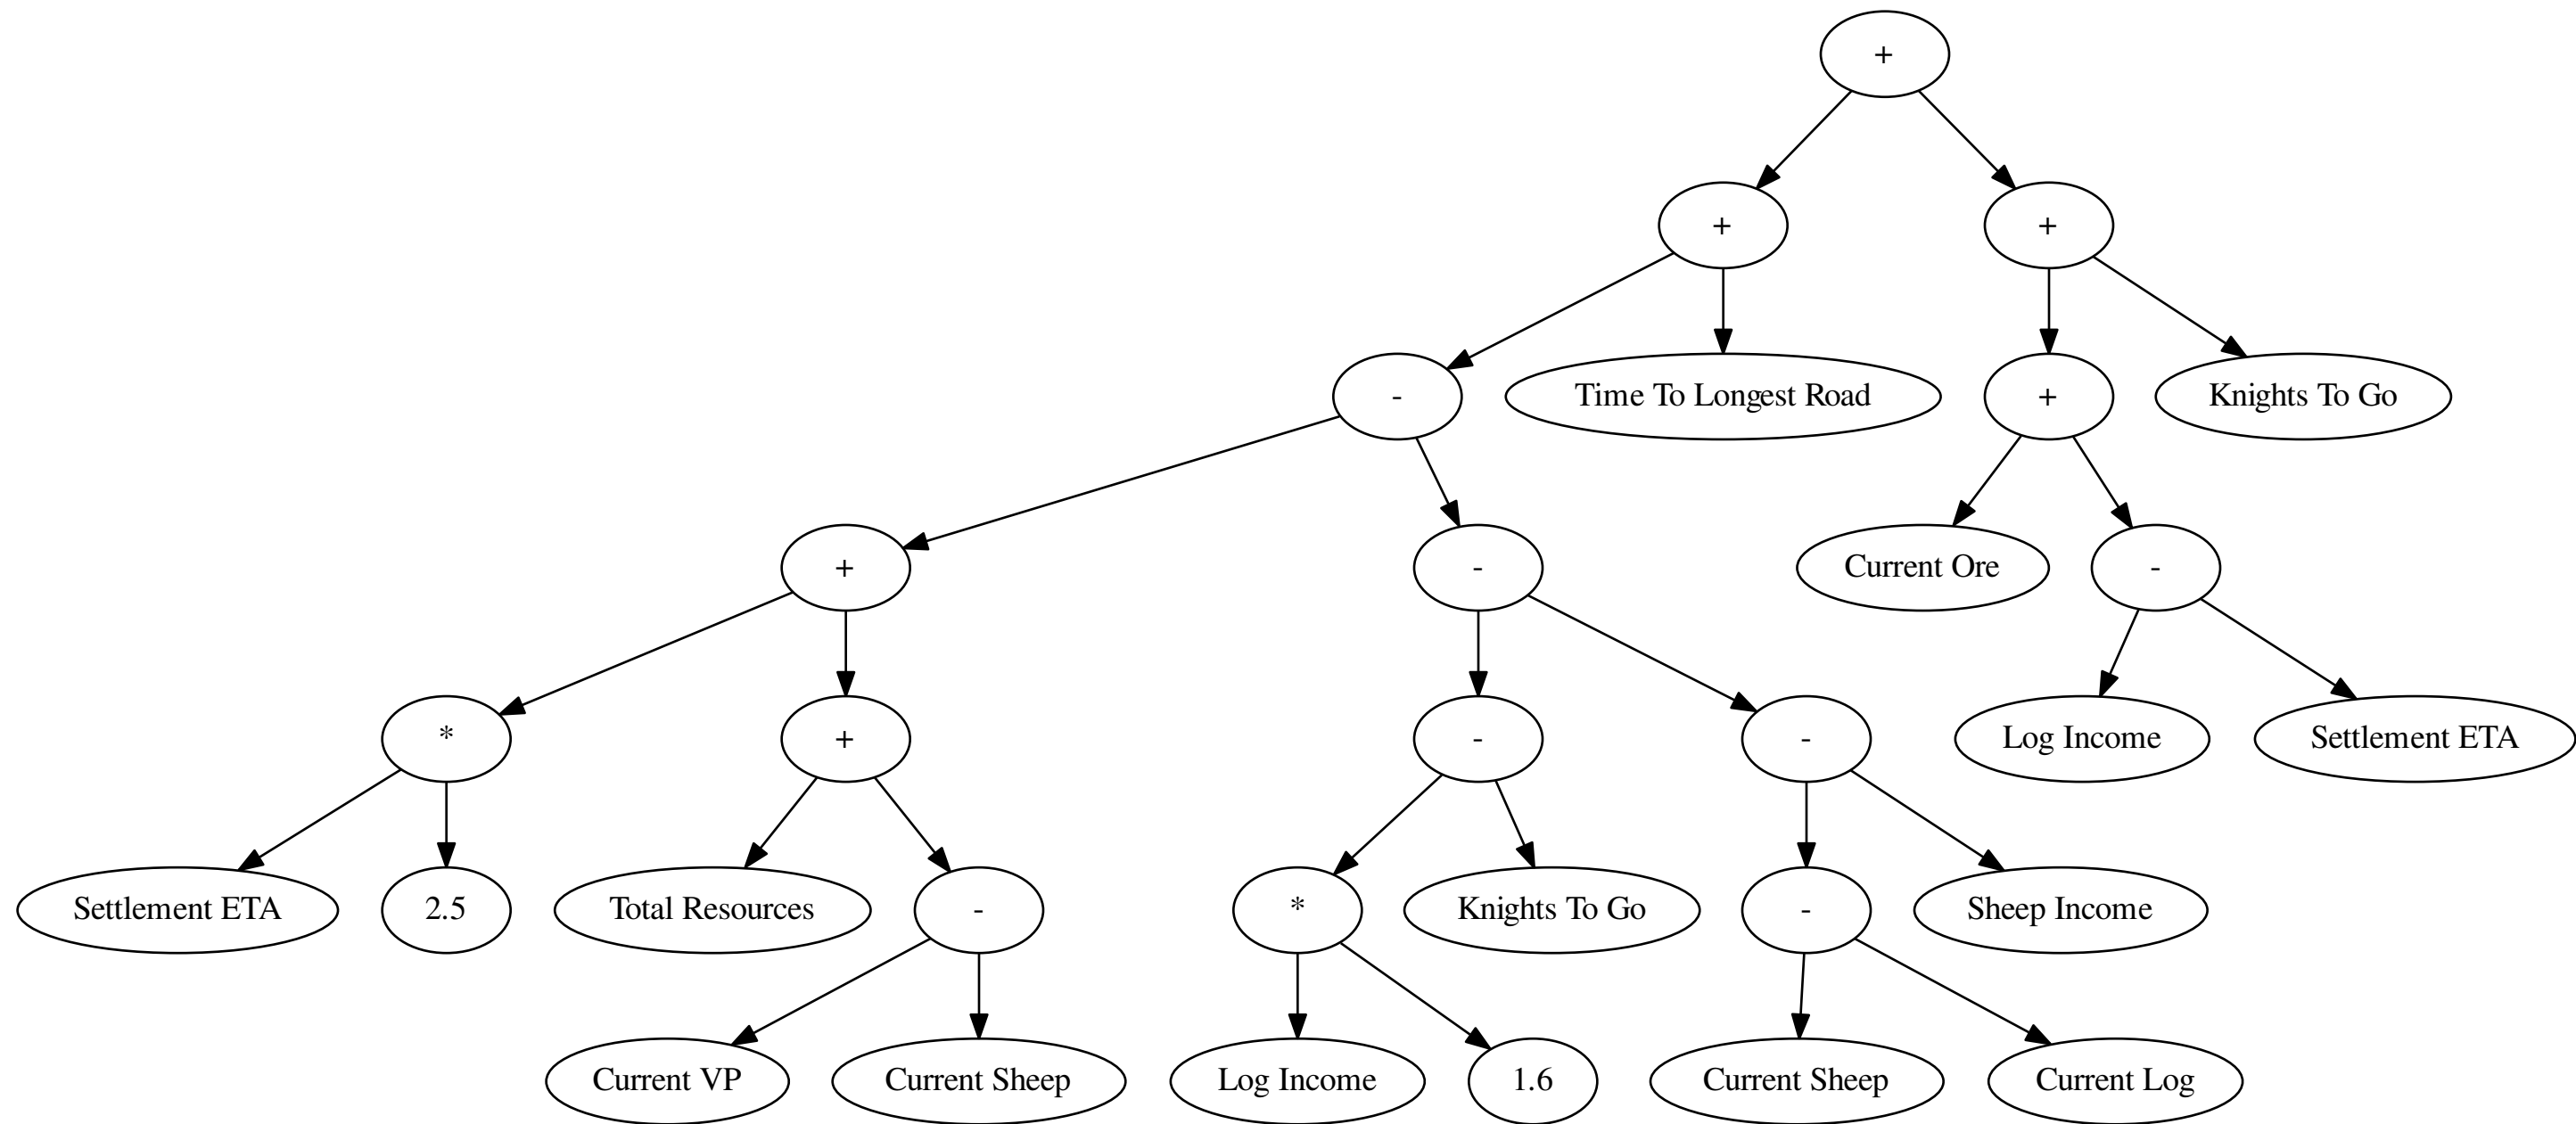 +
+
+
-
Time To Longest Road
+
Knights To Go
+
-
Current Ore
-
*
+
-
-
Log Income
Settlement ETA
Settlement ETA
2.5
Total Resources
-
*
Knights To Go
-
Sheep Income
Current VP
Current Sheep
Log Income
1.6
Current Sheep
Current Log